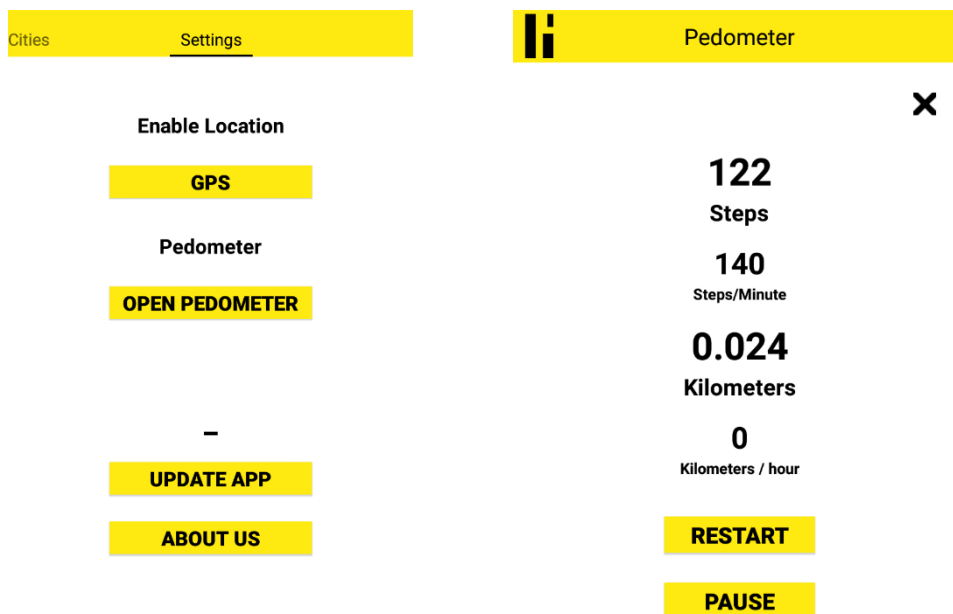 Cities Settings
Enable Location
GPS
Pedometer
OPEN PEDOMETER
–
UPDATE APP
ABOUT US
Pedometer
122
Steps
140
Steps/Minute
0.024
Kilometers
0
Kilometers / hour
RESTART
PAUSE